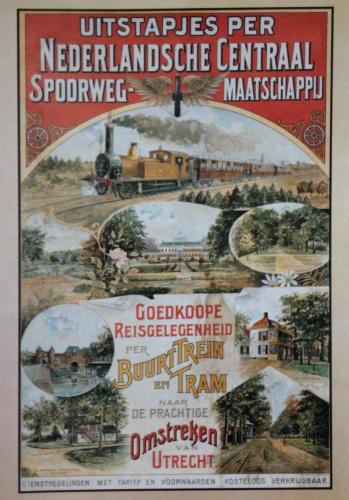 UITSTAPJES PER
NEDERLANDSCHE CENTRAAL
SPOORWEG- MAATSCHAPPIJ
GOEDKOOPE
REISGELEGENHEID
PER
BUURTTREIN
EN TRAM
NAAR
DE PRACHTIGE
Omstreken
VAN
UTRECHT
DIENSTREGELINGEN MET TARIEF EN VOORWAARDEN KOSTELOOS VERKRIJGBAAR